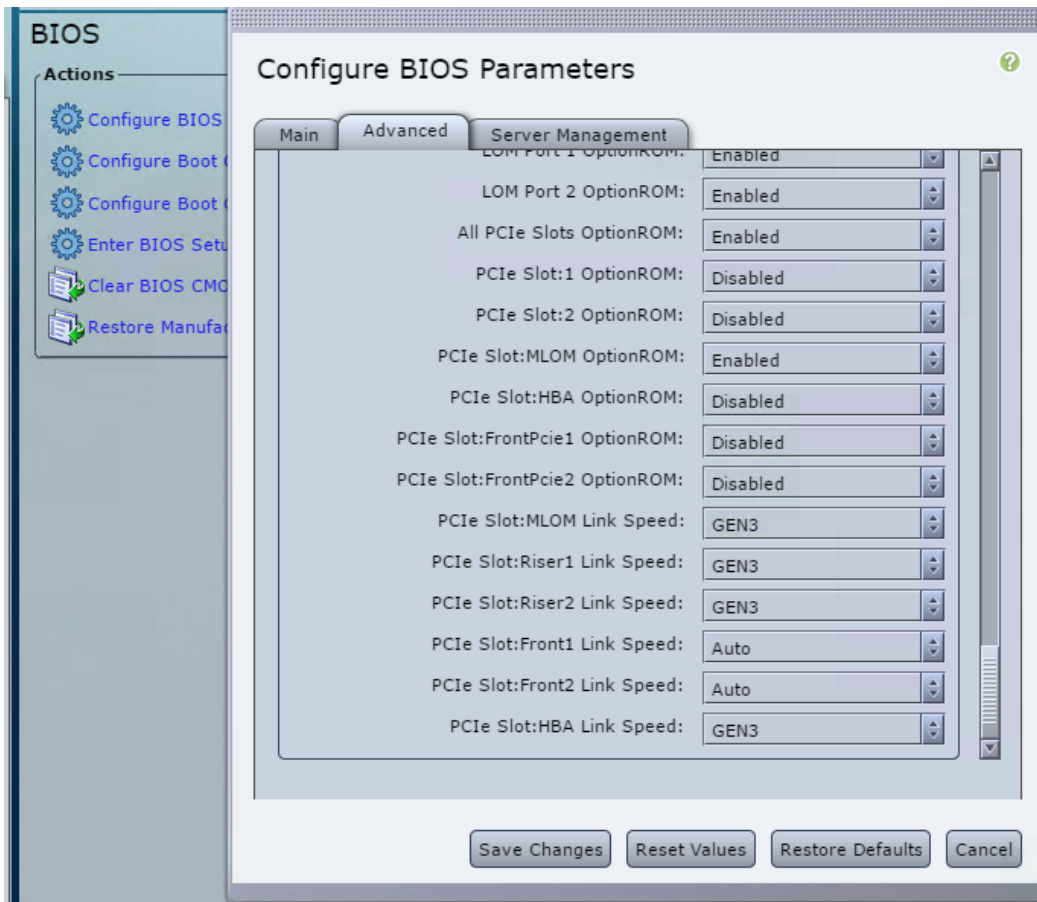 BIOS
Actions
Configure BIOS
Configure Boot
Configure Boot
Enter BIOS Setu
Clear BIOS CMO
Restore Manufac
Configure BIOS Parameters
?
Main Advanced Server Management
LOM Port 1 OptionROM: Enabled
LOM Port 2 OptionROM: Enabled
All PCIe Slots OptionROM: Enabled
PCIe Slot:1 OptionROM: Disabled
PCIe Slot:2 OptionROM: Disabled
PCIe Slot:MLOM OptionROM: Enabled
PCIe Slot:HBA OptionROM: Disabled
PCIe Slot:FrontPcie1 OptionROM: Disabled
PCIe Slot:FrontPcie2 OptionROM: Disabled
PCIe Slot:MLOM Link Speed: GEN3
PCIe Slot:Riser1 Link Speed: GEN3
PCIe Slot:Riser2 Link Speed: GEN3
PCIe Slot:Front1 Link Speed: Auto
PCIe Slot:Front2 Link Speed: Auto
PCIe Slot:HBA Link Speed: GEN3
Save Changes Reset Values Restore Defaults Cancel